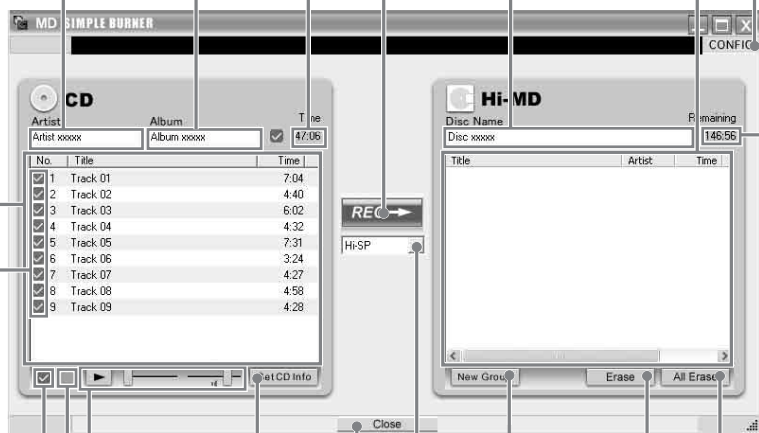 MD SIMPLE BURNER
CONFIG
CD
Artist Album Time
Artist xxxxx Album xxxxx 47:06
No. Title Time
1 Track 01 7:04
2 Track 02 4:40
3 Track 03 6:02
4 Track 04 4:32
5 Track 05 7:31
6 Track 06 3:24
7 Track 07 4:27
8 Track 08 4:58
9 Track 09 4:28
Get CD Info
REC
Hi-SP
Hi-MD
Disc Name Remaining
Disc xxxxx 146:56
Title Artist Time
New Group Erase All Erase
Close